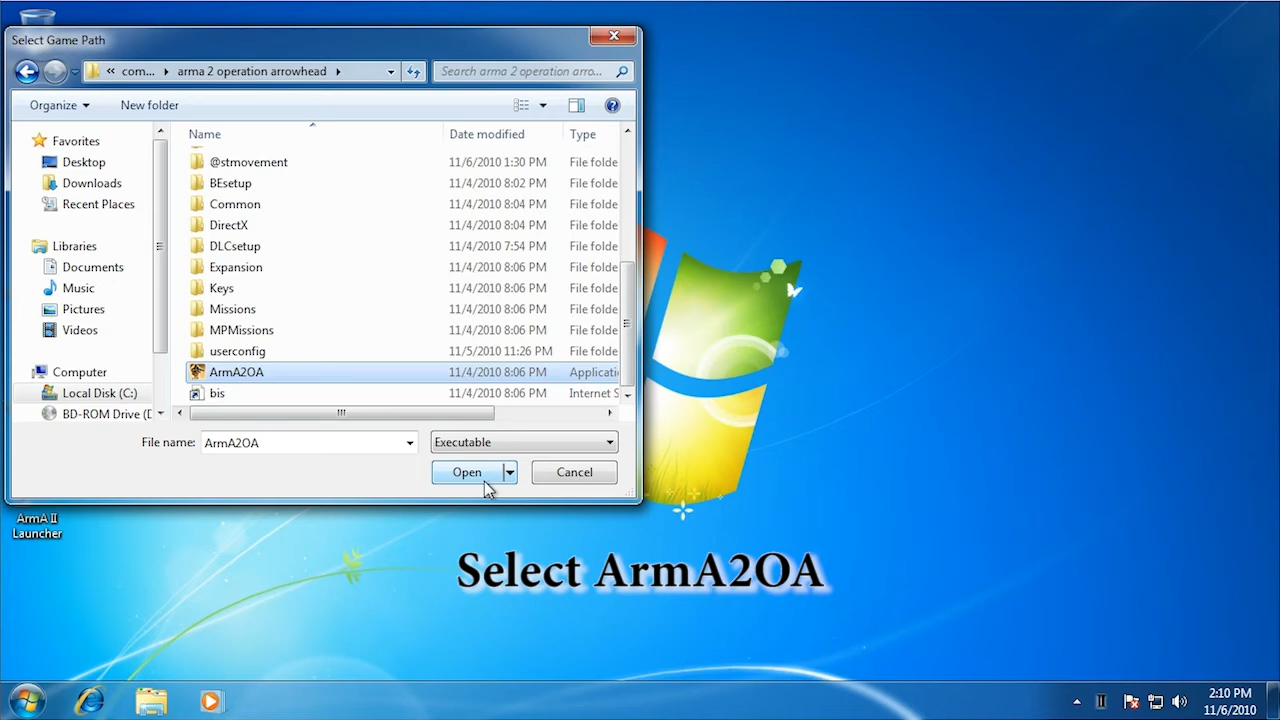 Select Game Path
« com... arma 2 operation arrowhead
Search arma 2 operation arro...
Organize New folder
Favorites
Desktop
Downloads
Recent Places
Libraries
Documents
Music
Pictures
Videos
Computer
Local Disk (C:)
BD-ROM Drive (D
Name Date modified Type
@stmovement 11/6/2010 1:30 PM File folde
BEsetup 11/4/2010 8:02 PM File folde
Common 11/4/2010 8:04 PM File folde
DirectX 11/4/2010 8:04 PM File folde
DLCsetup 11/4/2010 7:54 PM File folde
Expansion 11/4/2010 8:06 PM File folde
Keys 11/4/2010 8:06 PM File folde
Missions 11/4/2010 8:06 PM File folde
MPMissions 11/4/2010 8:06 PM File folde
userconfig 11/5/2010 11:26 PM File folde
ArmA2OA 11/4/2010 8:06 PM Applicati
bis 11/4/2010 8:06 PM Internet S
File name: ArmA2OA Executable
Open Cancel
ArmA II
Launcher
Select ArmA2OA
2:10 PM
11/6/2010